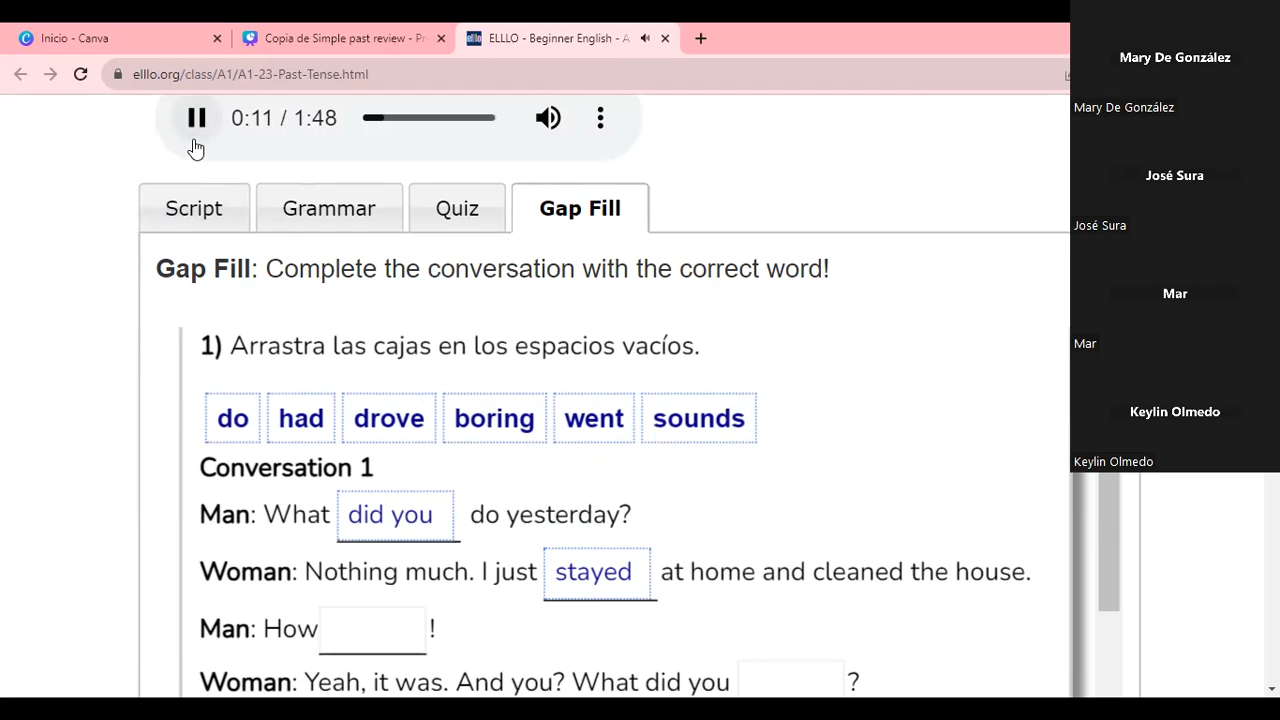 Inicio - Canva
Copia de Simple past review - Pr
ELLLO - Beginner English - A
elllo.org/class/A1/A1-23-Past-Tense.html
0:11 / 1:48
Script
Grammar
Quiz
Gap Fill
Gap Fill: Complete the conversation with the correct word!
1) Arrastra las cajas en los espacios vacíos.
do had drove boring went sounds
Conversation 1
Man: What did you do yesterday?
Woman: Nothing much. I just stayed at home and cleaned the house.
Man: How !
Woman: Yeah, it was. And you? What did you ?
Mary De González
Mary De González
José Sura
José Sura
Mar
Mar
Keylin Olmedo
Keylin Olmedo